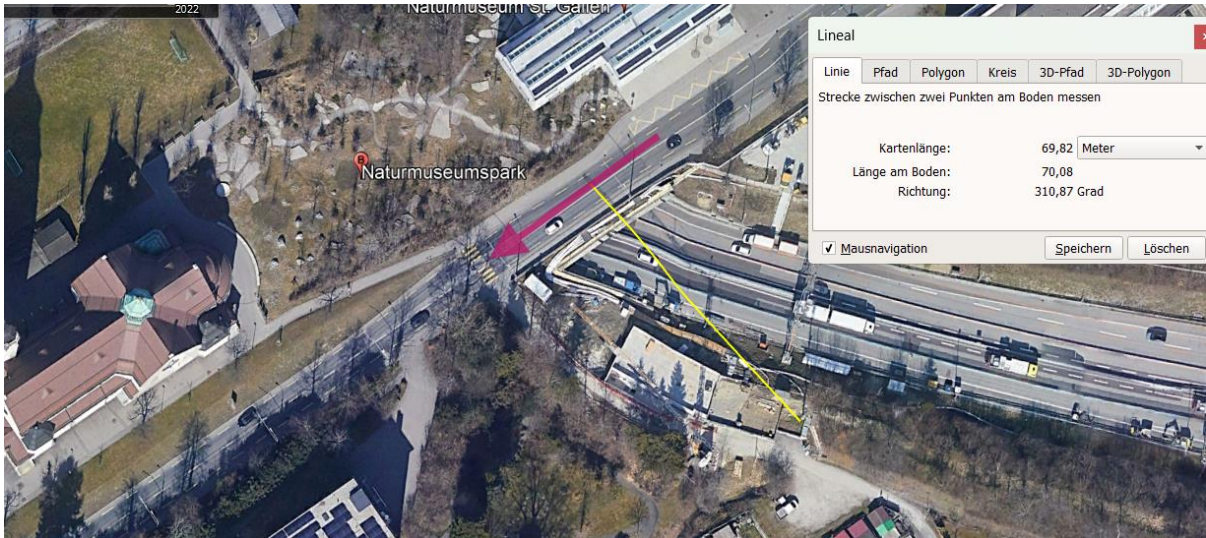 2022
Naturmuseum St. Gallen
B
Naturmuseumspark
Lineal
Linie
Pfad
Polygon
Kreis
3D-Pfad
3D-Polygon
Strecke zwischen zwei Punkten am Boden messen
Kartenlänge: 69,82 Meter
Länge am Boden: 70,08
Richtung: 310,87 Grad
Mausnavigation
Speichern
Löschen